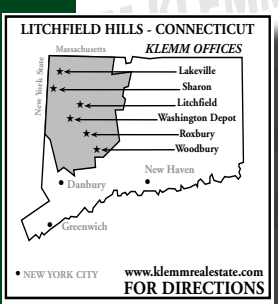 KLEMM
LITCHFIELD HILLS - CONNECTICUT
Massachusetts
KLEMM OFFICES
New York State
Lakeville
Sharon
Litchfield
Washington Depot
Roxbury
Woodbury
New Haven
Danbury
Greenwich
NEW YORK CITY
www.klemmrealestate.com
FOR DIRECTIONS